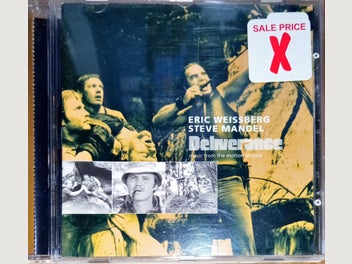 SALE PRICE
X
ERIC WEISSBERG
STEVE MANDEL
Deliverance
music from the motion picture